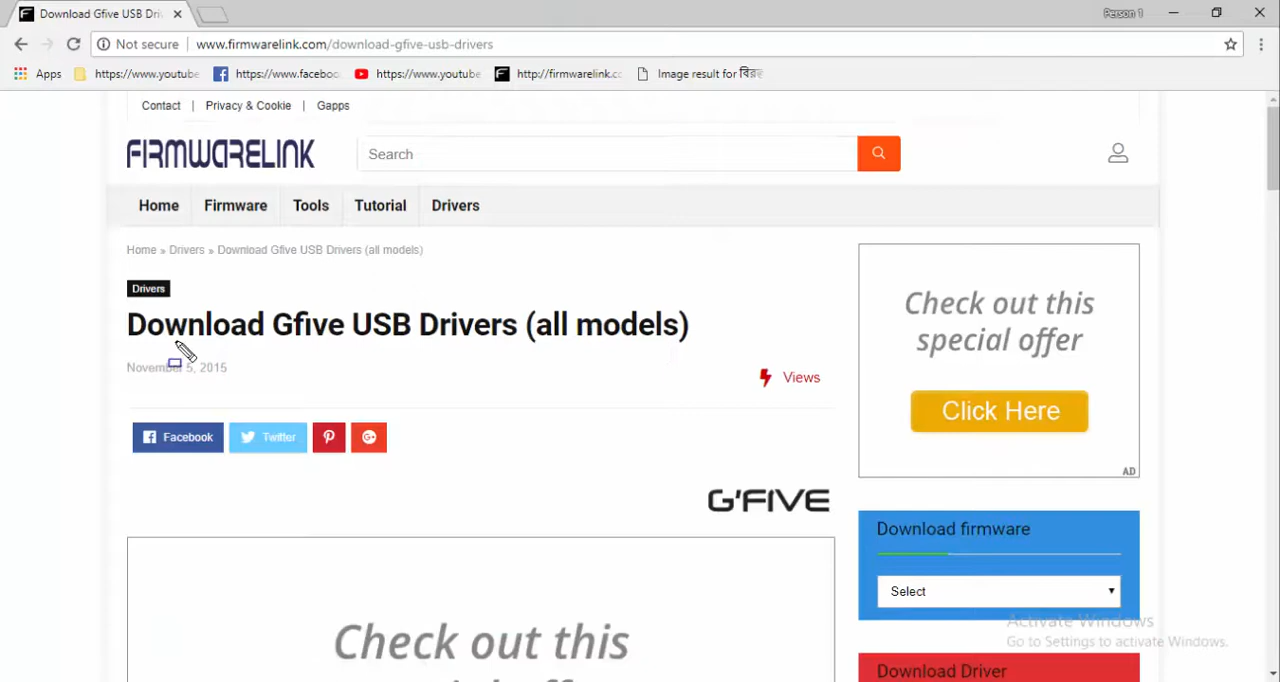 Download Gfive USB Dri
Person 1
Not secure
www.firmwarelink.com/download-gfive-usb-drivers
Apps
https://www.youtube
https://www.faceboo
https://www.youtube
http://firmwarelink.co
Image result for বিরহ
Contact | Privacy & Cookie | Gapps
FIRMWARELINK
Search
Home
Firmware
Tools
Tutorial
Drivers
Home » Drivers » Download Gfive USB Drivers (all models)
Drivers
Download Gfive USB Drivers (all models)
November 5, 2015
Views
Facebook
Twitter
G'FIVE
Check out this
special offer
Click Here
AD
Download firmware
Select
Activate Windows
Go to Settings to activate Windows.
Download Driver
Check out this